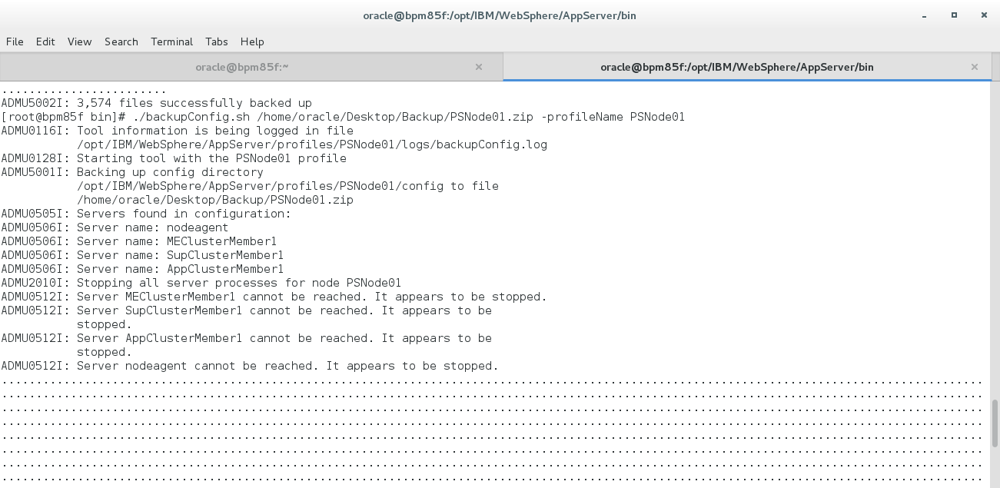 oracle@bpm85f:/opt/IBM/WebSphere/AppServer/bin
File Edit View Search Terminal Tabs Help
oracle@bpm85f:~ × oracle@bpm85f:/opt/IBM/WebSphere/AppServer/bin ×
........................
ADMU5002I: 3,574 files successfully backed up
[root@bpm85f bin]# ./backupConfig.sh /home/oracle/Desktop/Backup/PSNode01.zip -profileName PSNode01
ADMU0116I: Tool information is being logged in file
/opt/IBM/WebSphere/AppServer/profiles/PSNode01/logs/backupConfig.log
ADMU0128I: Starting tool with the PSNode01 profile
ADMU5001I: Backing up config directory
/opt/IBM/WebSphere/AppServer/profiles/PSNode01/config to file
/home/oracle/Desktop/Backup/PSNode01.zip
ADMU0505I: Servers found in configuration:
ADMU0506I: Server name: nodeagent
ADMU0506I: Server name: MEClusterMember1
ADMU0506I: Server name: SupClusterMember1
ADMU0506I: Server name: AppClusterMember1
ADMU2010I: Stopping all server processes for node PSNode01
ADMU0512I: Server MEClusterMember1 cannot be reached. It appears to be stopped.
ADMU0512I: Server SupClusterMember1 cannot be reached. It appears to be
stopped.
ADMU0512I: Server AppClusterMember1 cannot be reached. It appears to be
stopped.
ADMU0512I: Server nodeagent cannot be reached. It appears to be stopped.
..............................................................................................................................................
..............................................................................................................................................
..............................................................................................................................................
..............................................................................................................................................
..............................................................................................................................................
..............................................................................................................................................
..............................................................................................................................................
..............................................................................................................................................